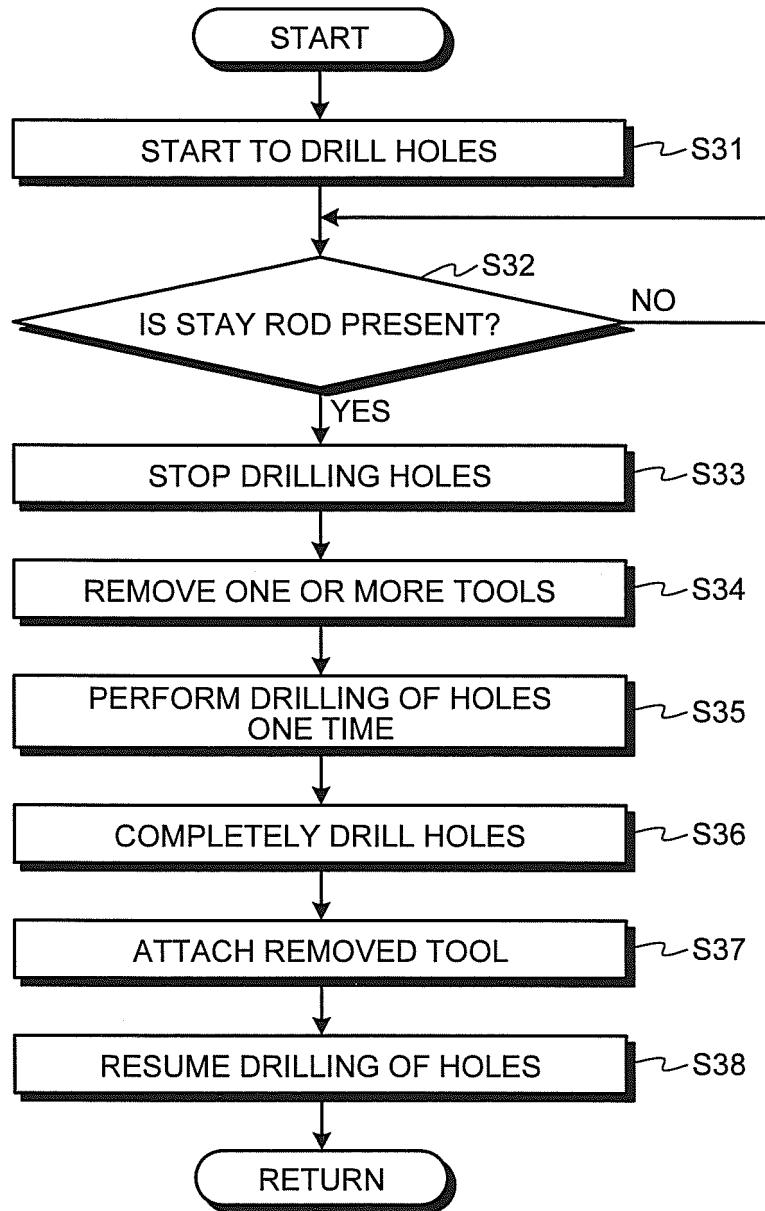 START
START TO DRILL HOLES
S31
S32
IS STAY ROD PRESENT?
NO
YES
STOP DRILLING HOLES
S33
REMOVE ONE OR MORE TOOLS
S34
PERFORM DRILLING OF HOLES
ONE TIME
S35
COMPLETELY DRILL HOLES
S36
ATTACH REMOVED TOOL
S37
RESUME DRILLING OF HOLES
S38
RETURN